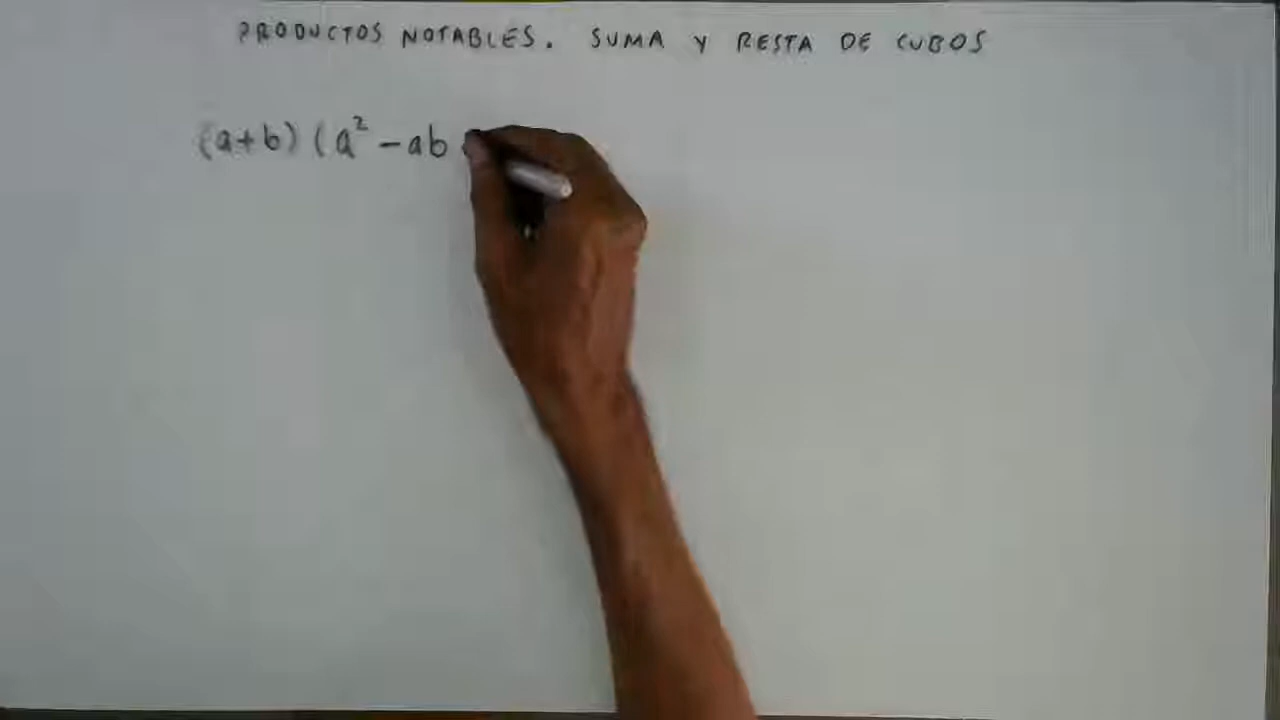 PRODUCTOS NOTABLES. SUMA Y RESTA DE CUBOS
(a+b) (a² - ab